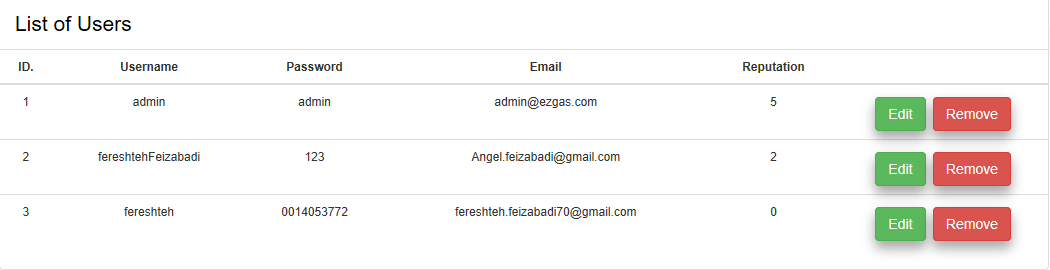 List of Users
ID. Username Password Email Reputation
1 admin admin admin@ezgas.com 5 Edit Remove
2 fereshtehFeizabadi 123 Angel.feizabadi@gmail.com 2 Edit Remove
3 fereshteh 0014053772 fereshteh.feizabadi70@gmail.com 0 Edit Remove